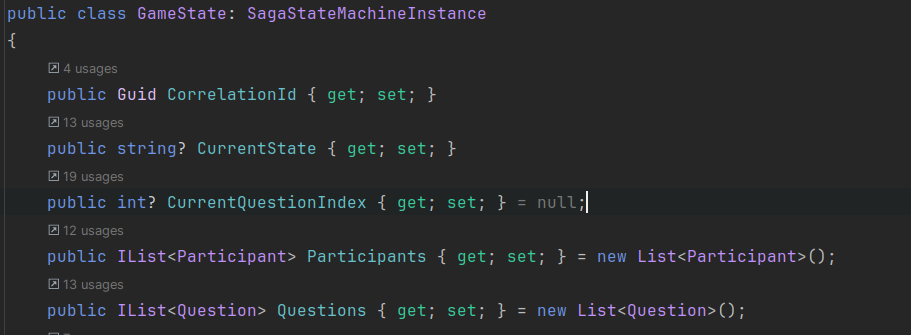 public class GameState: SagaStateMachineInstance
{
4 usages
public Guid CorrelationId { get; set; }
13 usages
public string? CurrentState { get; set; }
19 usages
public int? CurrentQuestionIndex { get; set; } = null;
12 usages
public IList<Participant> Participants { get; set; } = new List<Participant>();
13 usages
public IList<Question> Questions { get; set; } = new List<Question>();